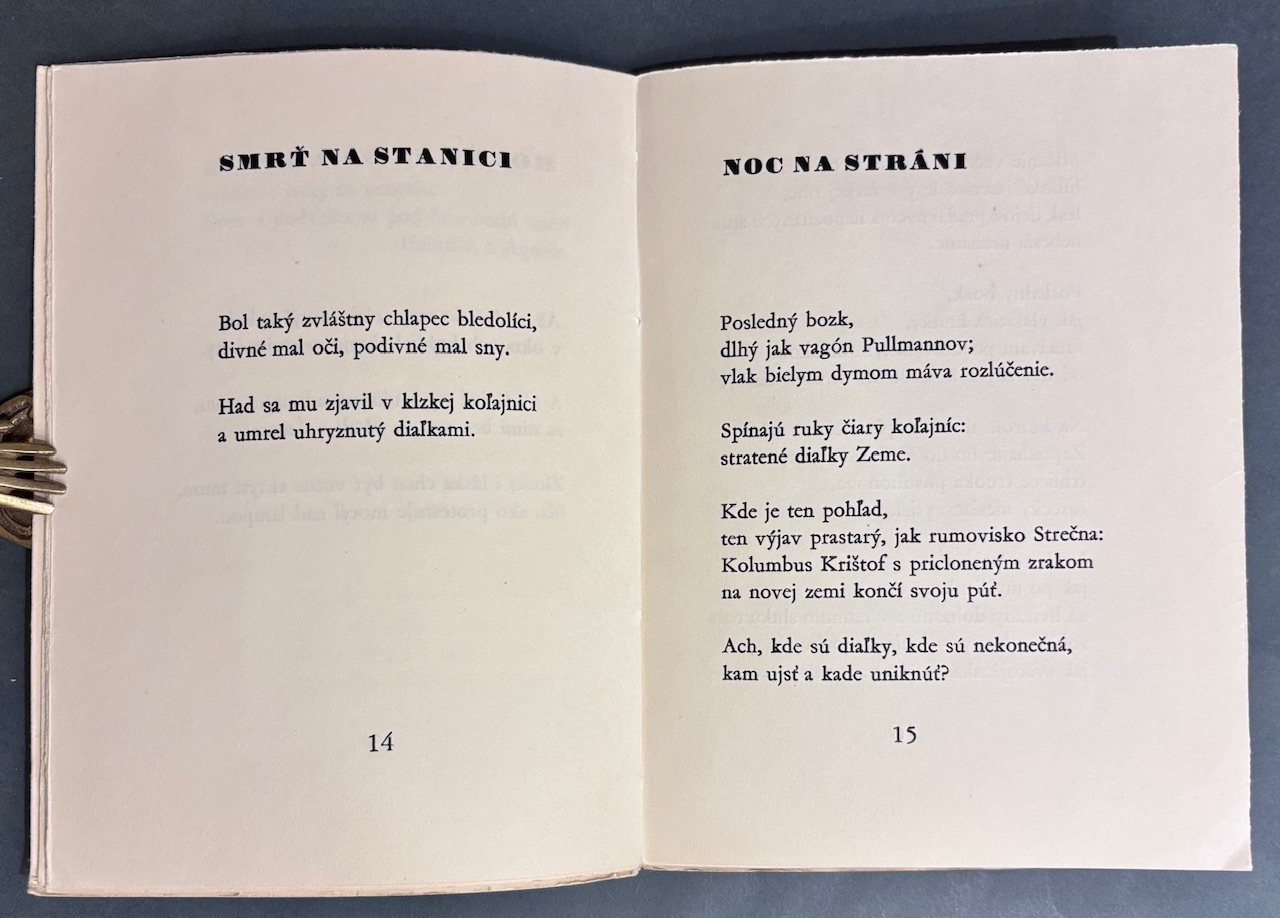 SMRŤ NA STANICI
Bol taký zvláštny chlapec bledolíci,
divné mal oči, podivné mal sny.
Had sa mu zjavil v klzkej koľajnici
a umrel uhryznutý diaľkami.
14
NOC NA STRÁNI
Posledný bozk,
dlhý jak vagón Pullmannov;
vlak bielym dymom máva rozlúčenie.
Spínajú ruky čiary koľajníc:
stratené diaľky Zeme.
Kde je ten pohľad,
ten výjav prastarý, jak rumovisko Strečna:
Kolumbus Krištof s pricloneným zrakom
na novej zemi končí svoju púť.
Ach, kde sú diaľky, kde sú nekonečná,
kam ujsť a kade uniknúť?
15